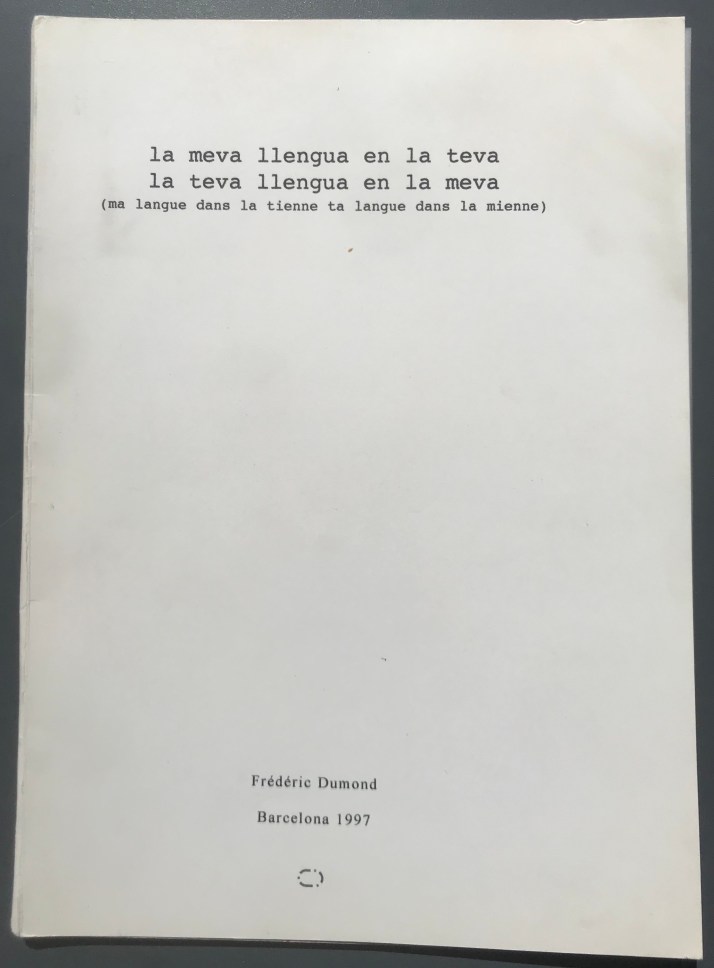 la meva llengua en la teva
la teva llengua en la meva
(ma langue dans la tienne ta langue dans la mienne)
Frédéric Dumond
Barcelona 1997